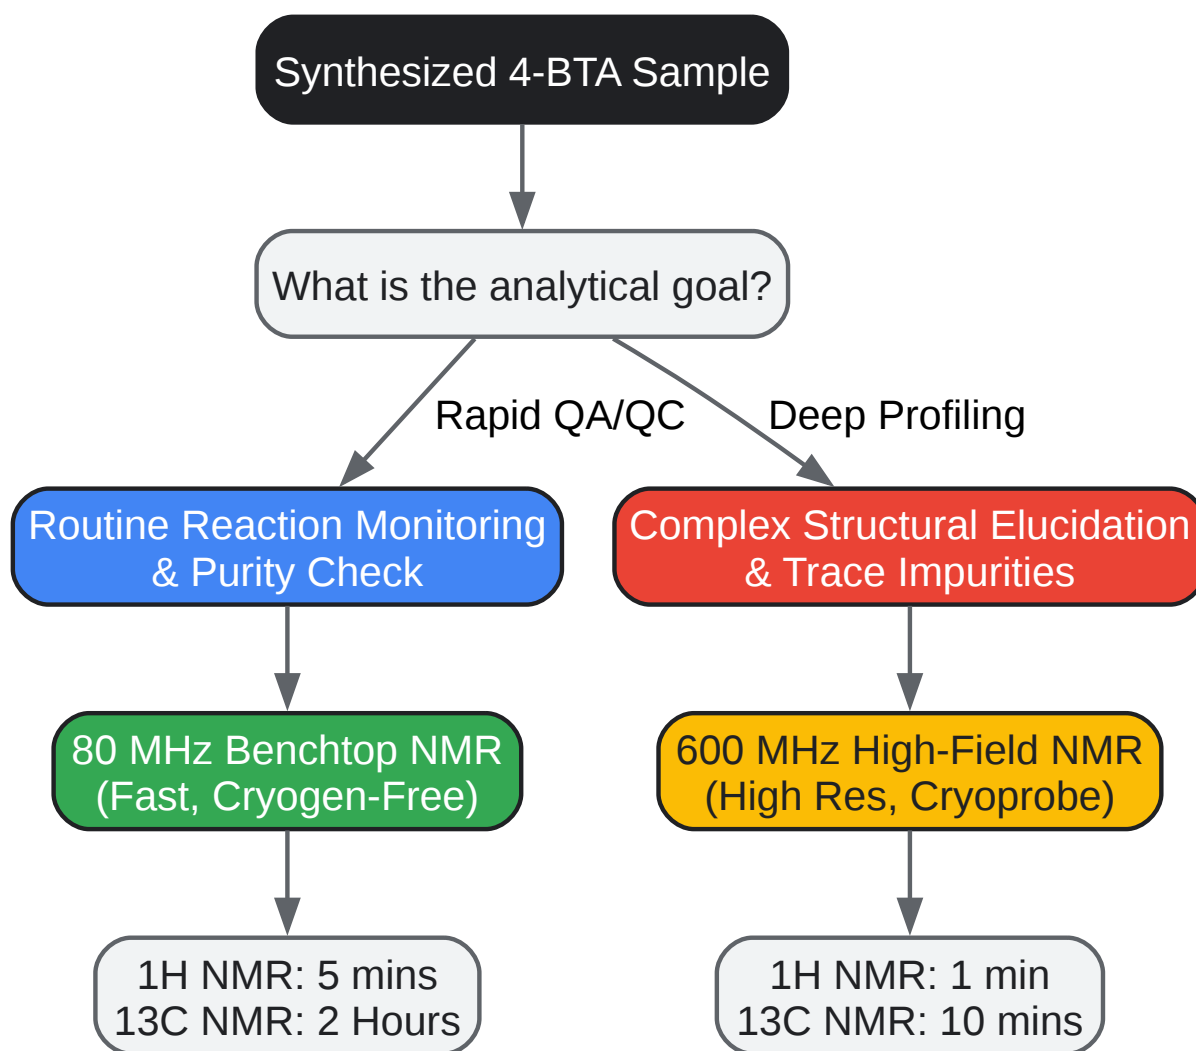 Synthesized 4-BTA Sample
What is the analytical goal?
Rapid QA/QC
Deep Profiling
Routine Reaction Monitoring
& Purity Check
Complex Structural Elucidation
& Trace Impurities
80 MHz Benchtop NMR
(Fast, Cryogen-Free)
600 MHz High-Field NMR
(High Res, Cryoprobe)
1H NMR: 5 mins
13C NMR: 2 Hours
1H NMR: 1 min
13C NMR: 10 mins